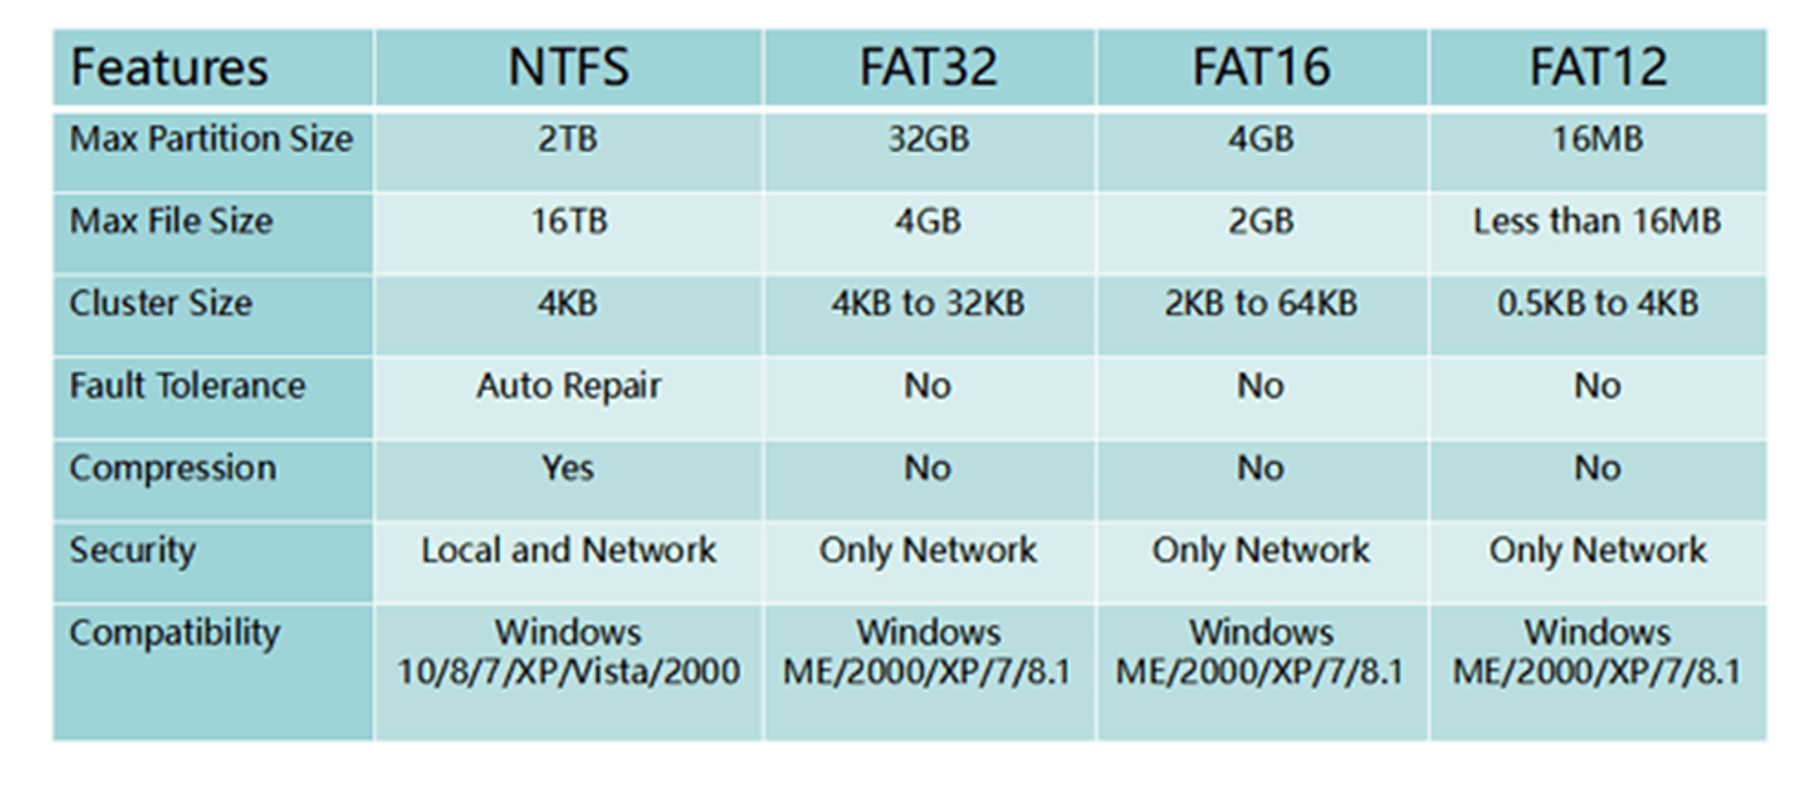 Features NTFS FAT32 FAT16 FAT12
Max Partition Size 2TB 32GB 4GB 16MB
Max File Size 16TB 4GB 2GB Less than 16MB
Cluster Size 4KB 4KB to 32KB 2KB to 64KB 0.5KB to 4KB
Fault Tolerance Auto Repair No No No
Compression Yes No No No
Security Local and Network Only Network Only Network Only Network
Compatibility Windows Windows Windows Windows
10/8/7/XP/Vista/2000 ME/2000/XP/7/8.1 ME/2000/XP/7/8.1 ME/2000/XP/7/8.1